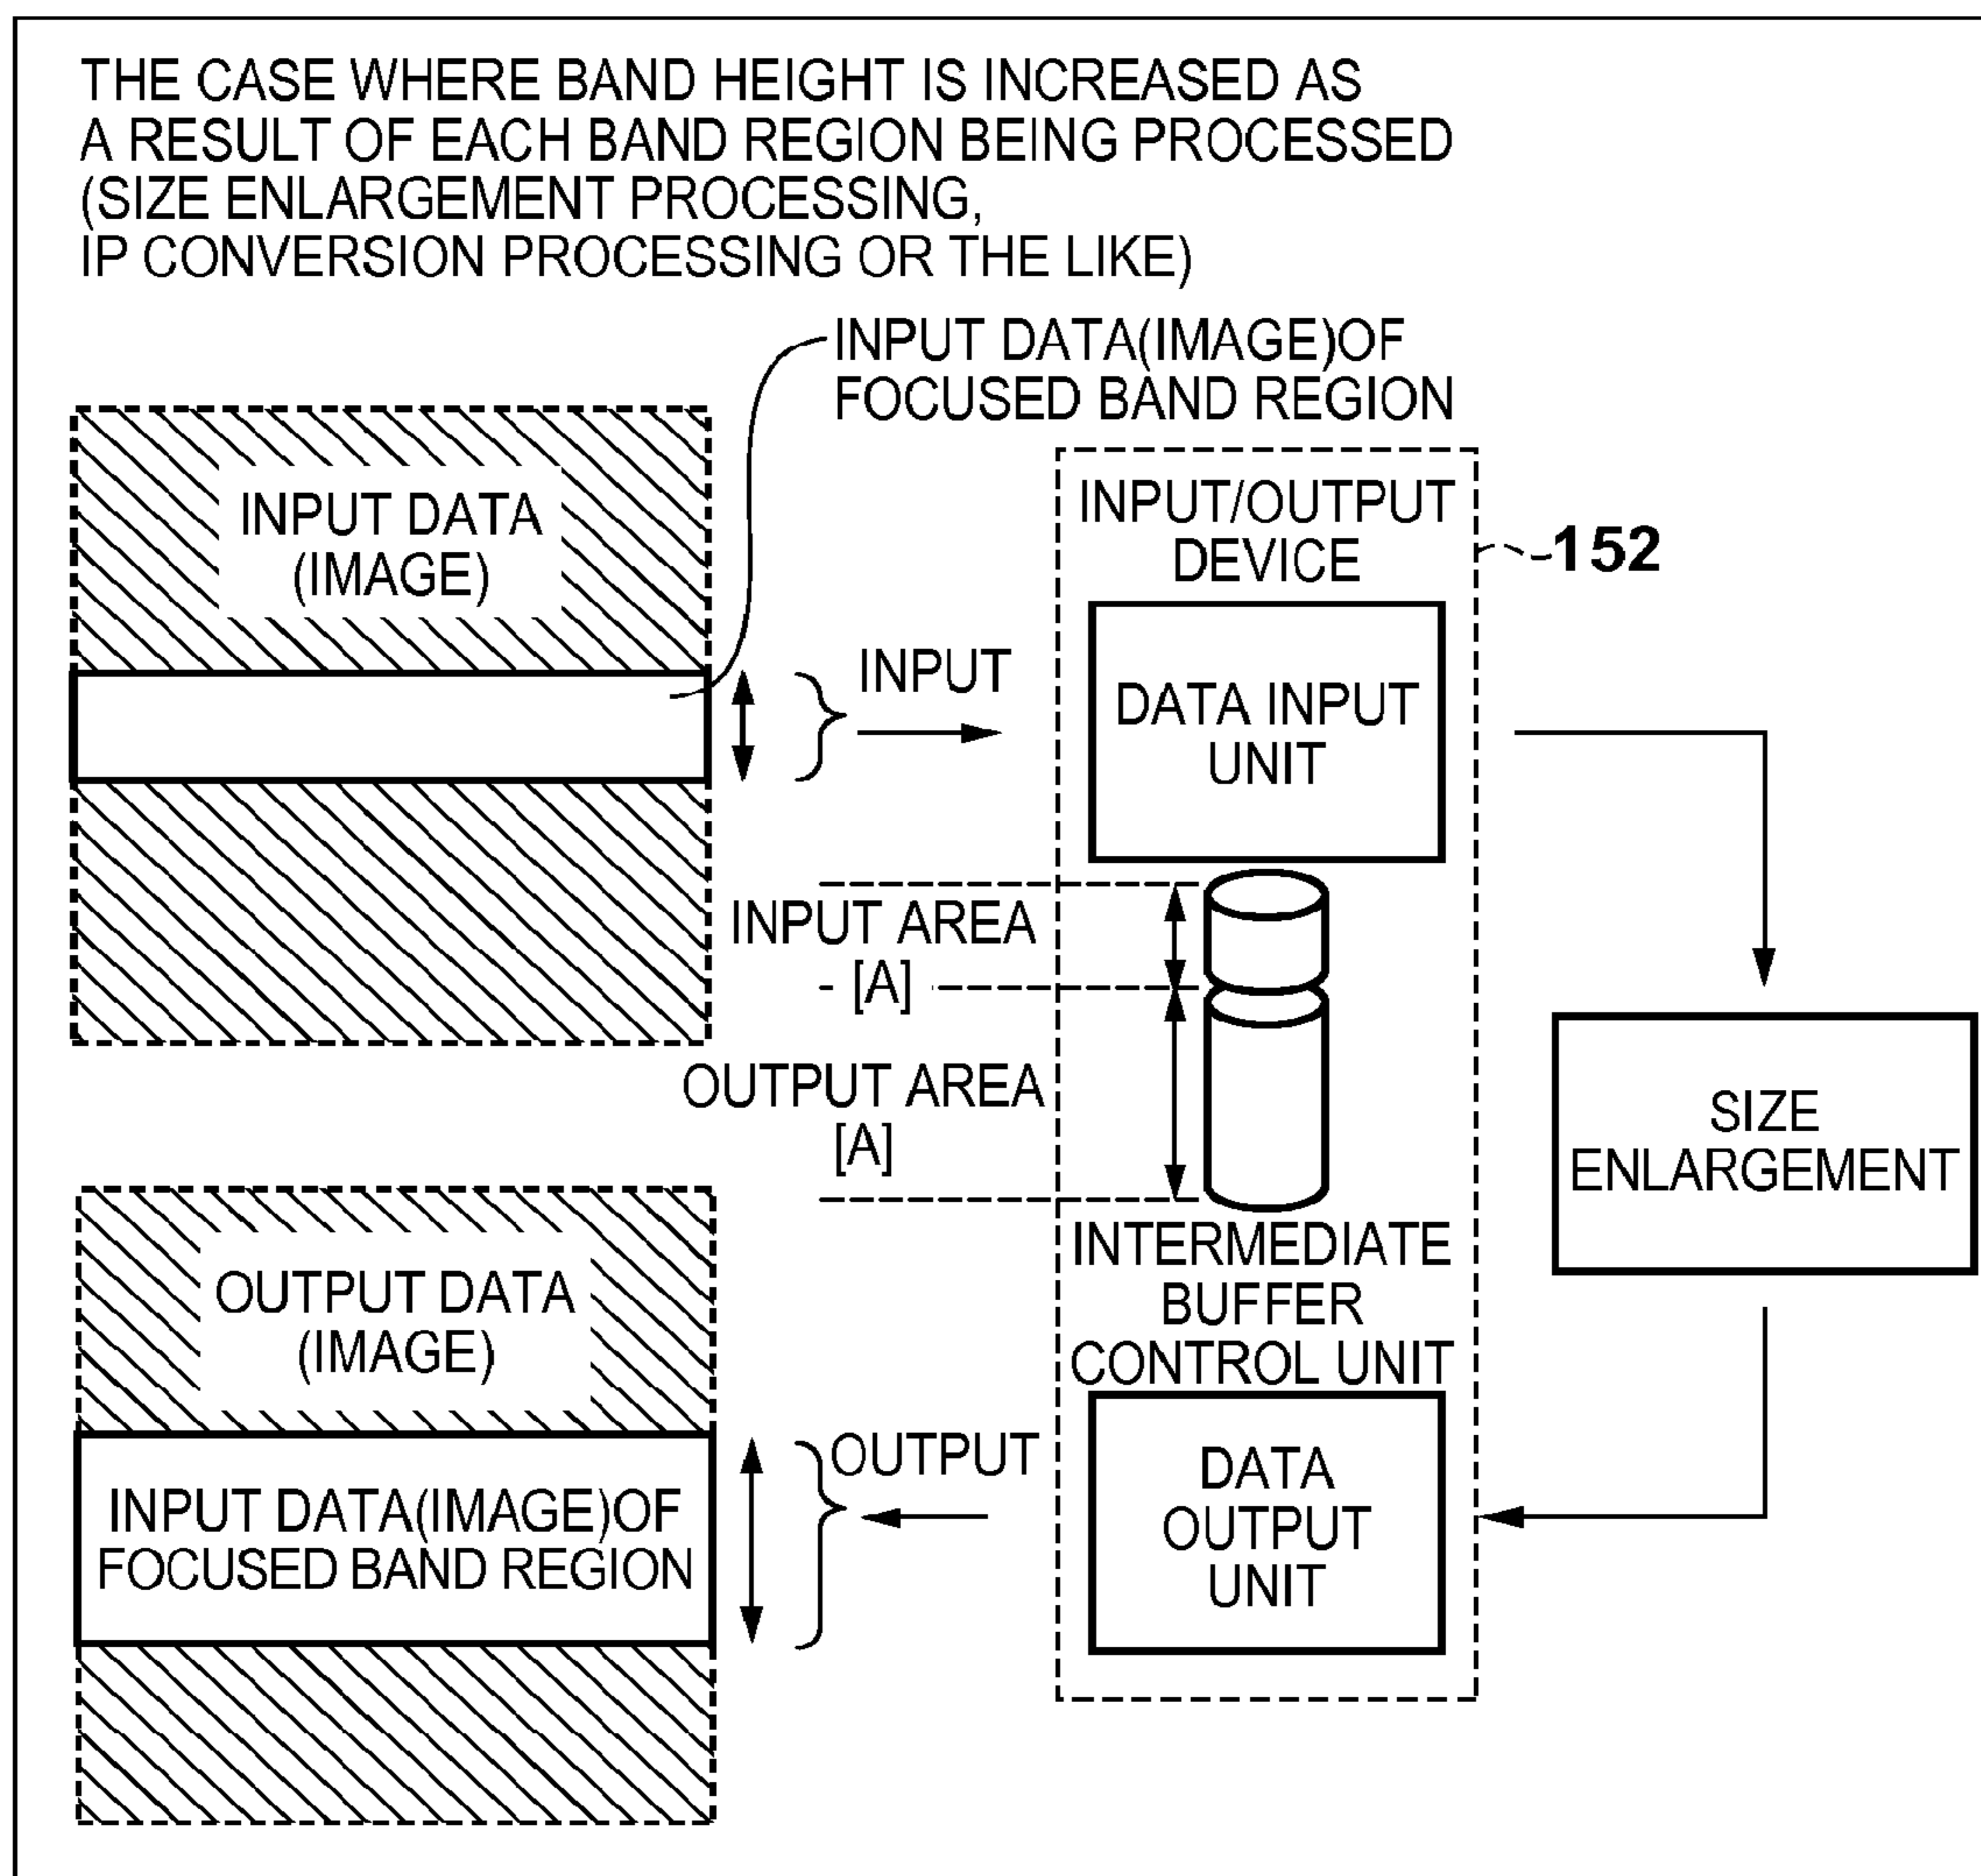 THE CASE WHERE BAND HEIGHT IS INCREASED AS
A RESULT OF EACH BAND REGION BEING PROCESSED
(SIZE ENLARGEMENT PROCESSING,
IP CONVERSION PROCESSING OR THE LIKE)
INPUT DATA(IMAGE)OF
FOCUSED BAND REGION
INPUT DATA
(IMAGE)
INPUT
INPUT/OUTPUT
DEVICE
152
DATA INPUT
UNIT
INPUT AREA
[A]
OUTPUT AREA
[A]
SIZE
ENLARGEMENT
INTERMEDIATE
BUFFER
CONTROL UNIT
OUTPUT DATA
(IMAGE)
INPUT DATA(IMAGE)OF
FOCUSED BAND REGION
OUTPUT
DATA
OUTPUT
UNIT